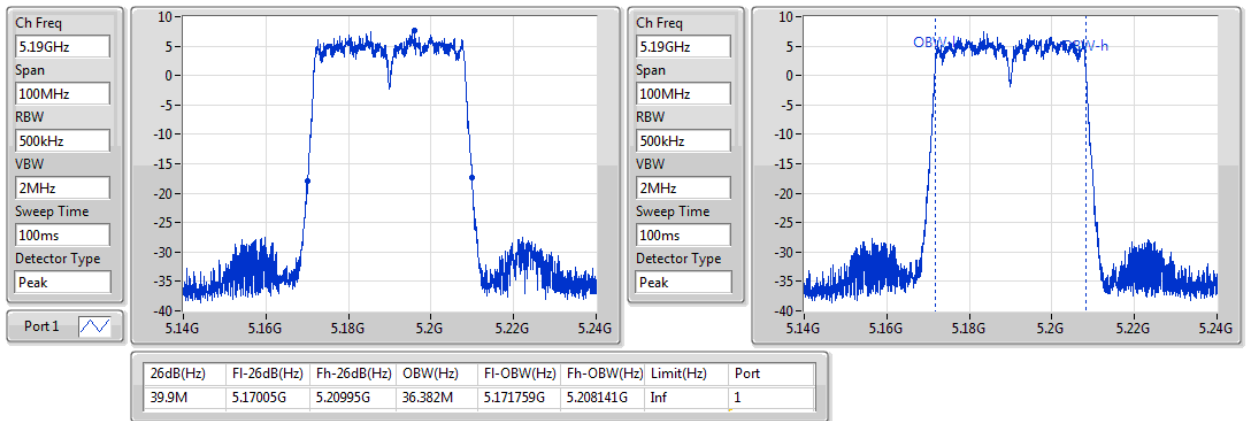 Ch Freq
5.19GHz
Span
100MHz
RBW
500kHz
VBW
2MHz
Sweep Time
100ms
Detector Type
Peak
Port 1
10
5
0
-5
-10
-15
-20
-25
-30
-35
-40
5.14G 5.16G 5.18G 5.2G 5.22G 5.24G
Ch Freq
5.19GHz
Span
100MHz
RBW
500kHz
VBW
2MHz
Sweep Time
100ms
Detector Type
Peak
10
5
0
-5
-10
-15
-20
-25
-30
-35
-40
5.14G 5.16G 5.18G 5.2G 5.22G 5.24G
26dB(Hz) Fl-26dB(Hz) Fh-26dB(Hz) OBW(Hz) Fl-OBW(Hz) Fh-OBW(Hz) Limit(Hz) Port
39.9M 5.17005G 5.20995G 36.382M 5.171759G 5.208141G Inf 1